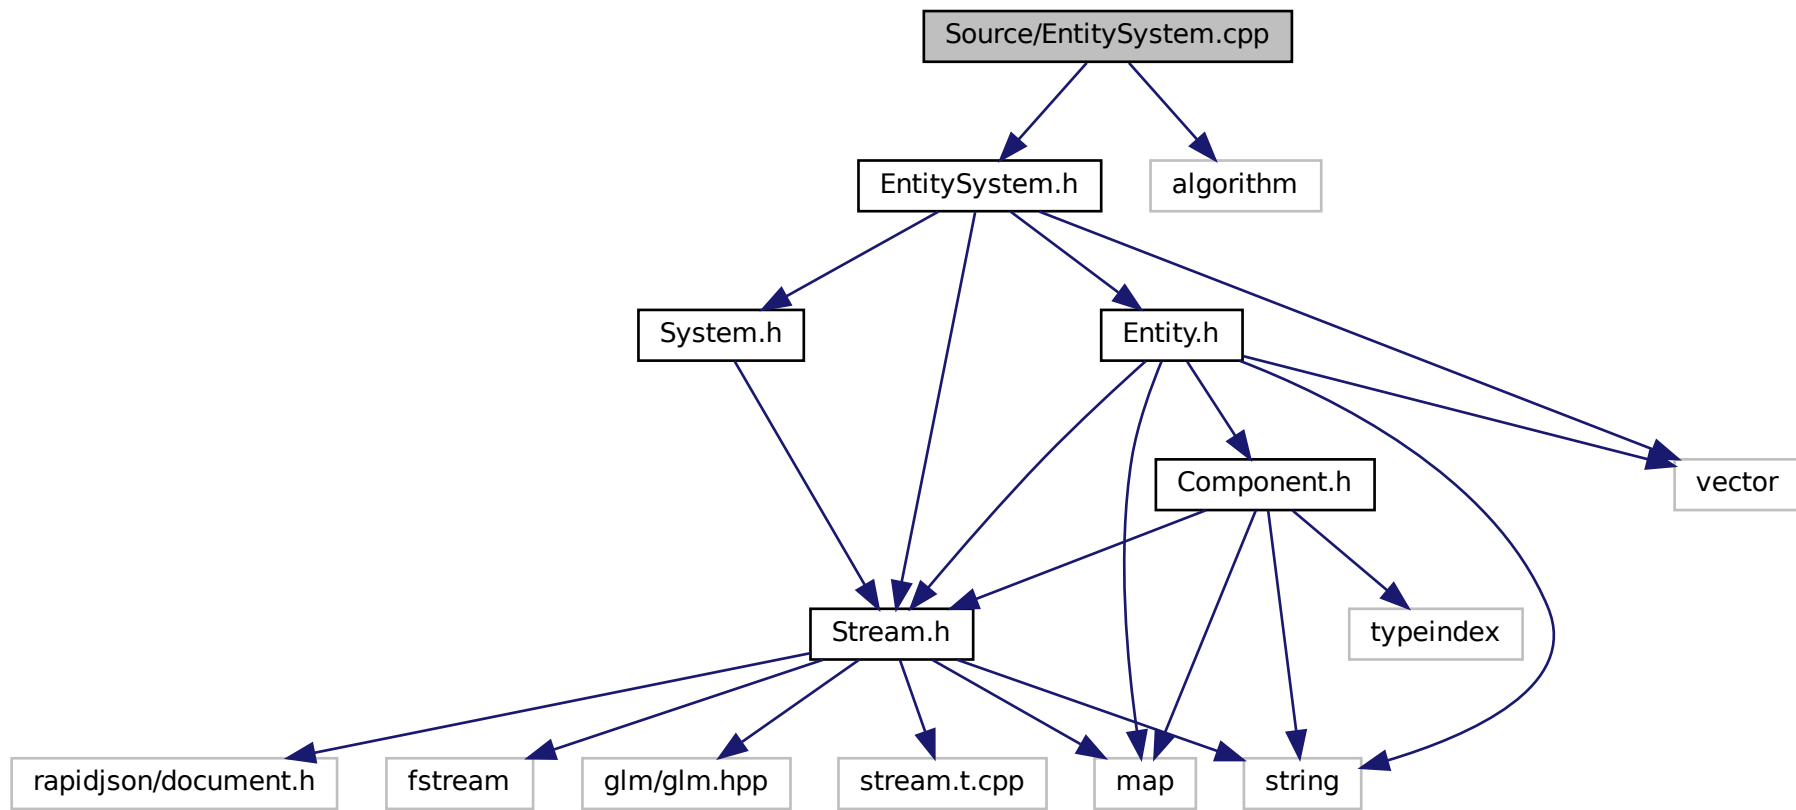 Source/EntitySystem.cpp
EntitySystem.h
algorithm
System.h
Entity.h
Component.h
vector
Stream.h
typeindex
rapidjson/document.h
fstream
glm/glm.hpp
stream.t.cpp
map
string